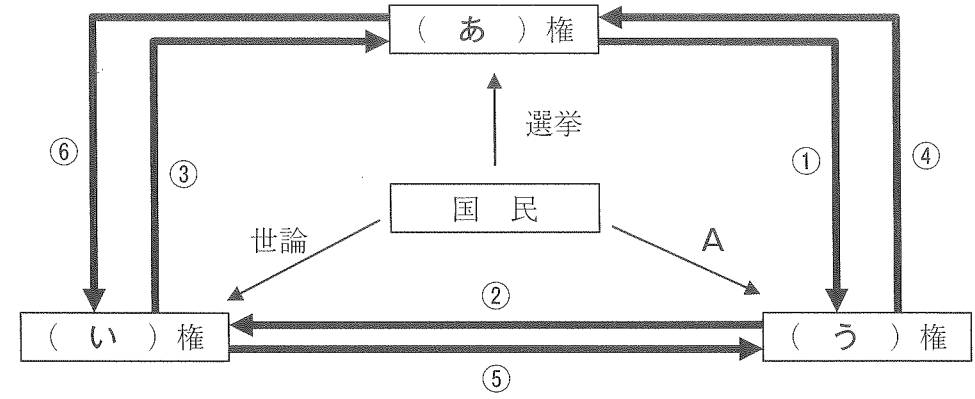 ( あ ) 権
選挙
⑥
③
①
④
国 民
世論
A
②
( い ) 権
( う ) 権
⑤